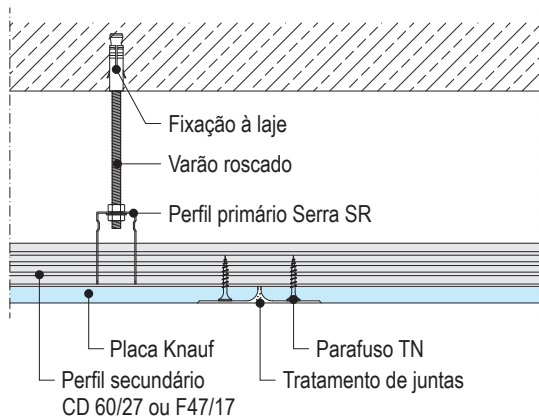 Fixação à laje
Varão roscado
Perfil primário Serra SR
Placa Knauf
Parafuso TN
Perfil secundário
CD 60/27 ou F47/17
Tratamento de juntas